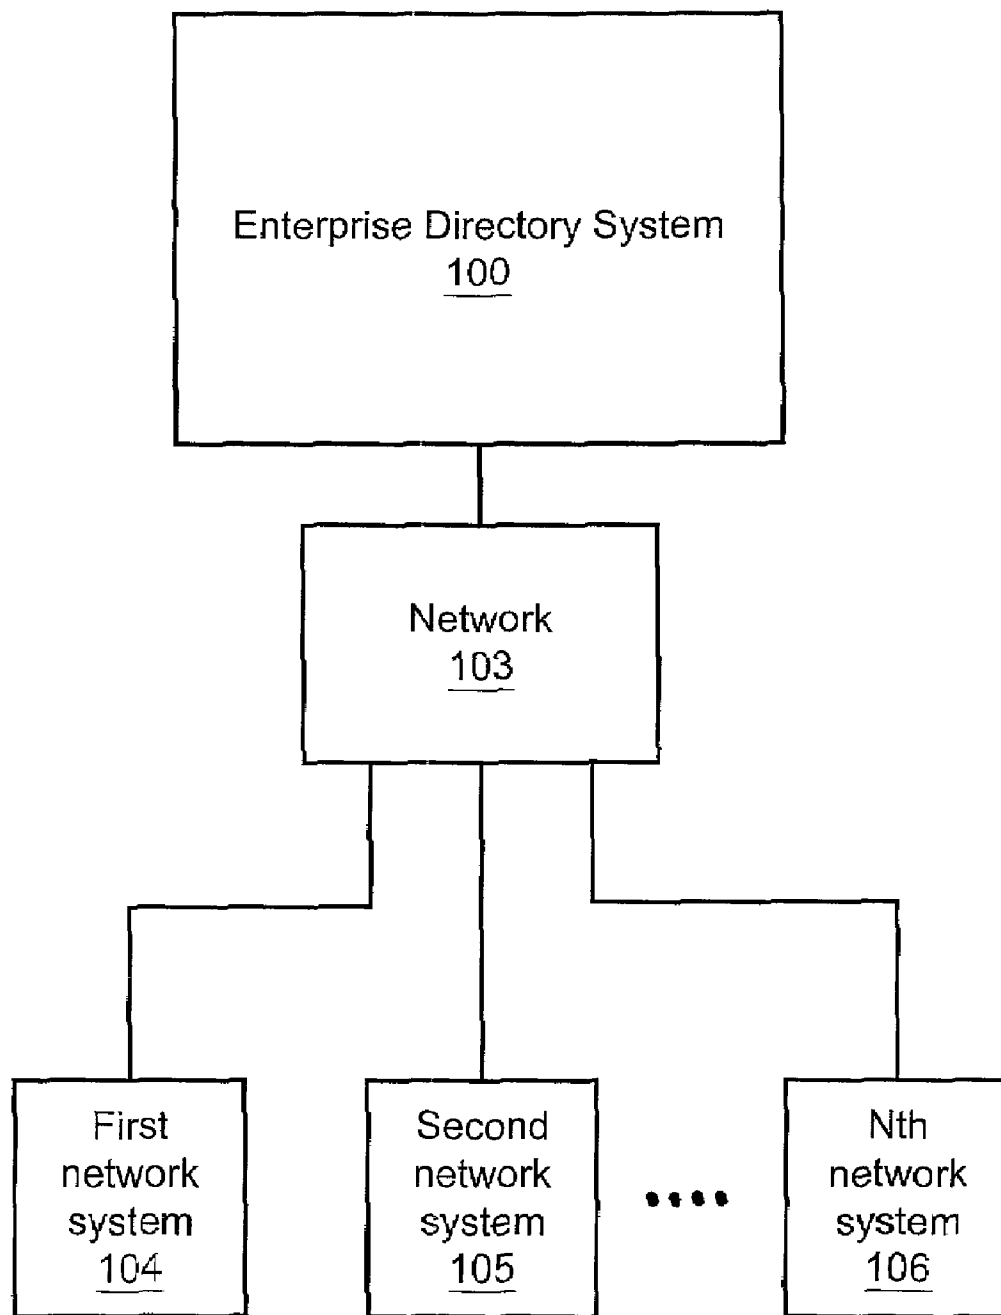 Enterprise Directory System
100
Network
103
First
network
system
104
Second
network
system
105
Nth
network
system
106